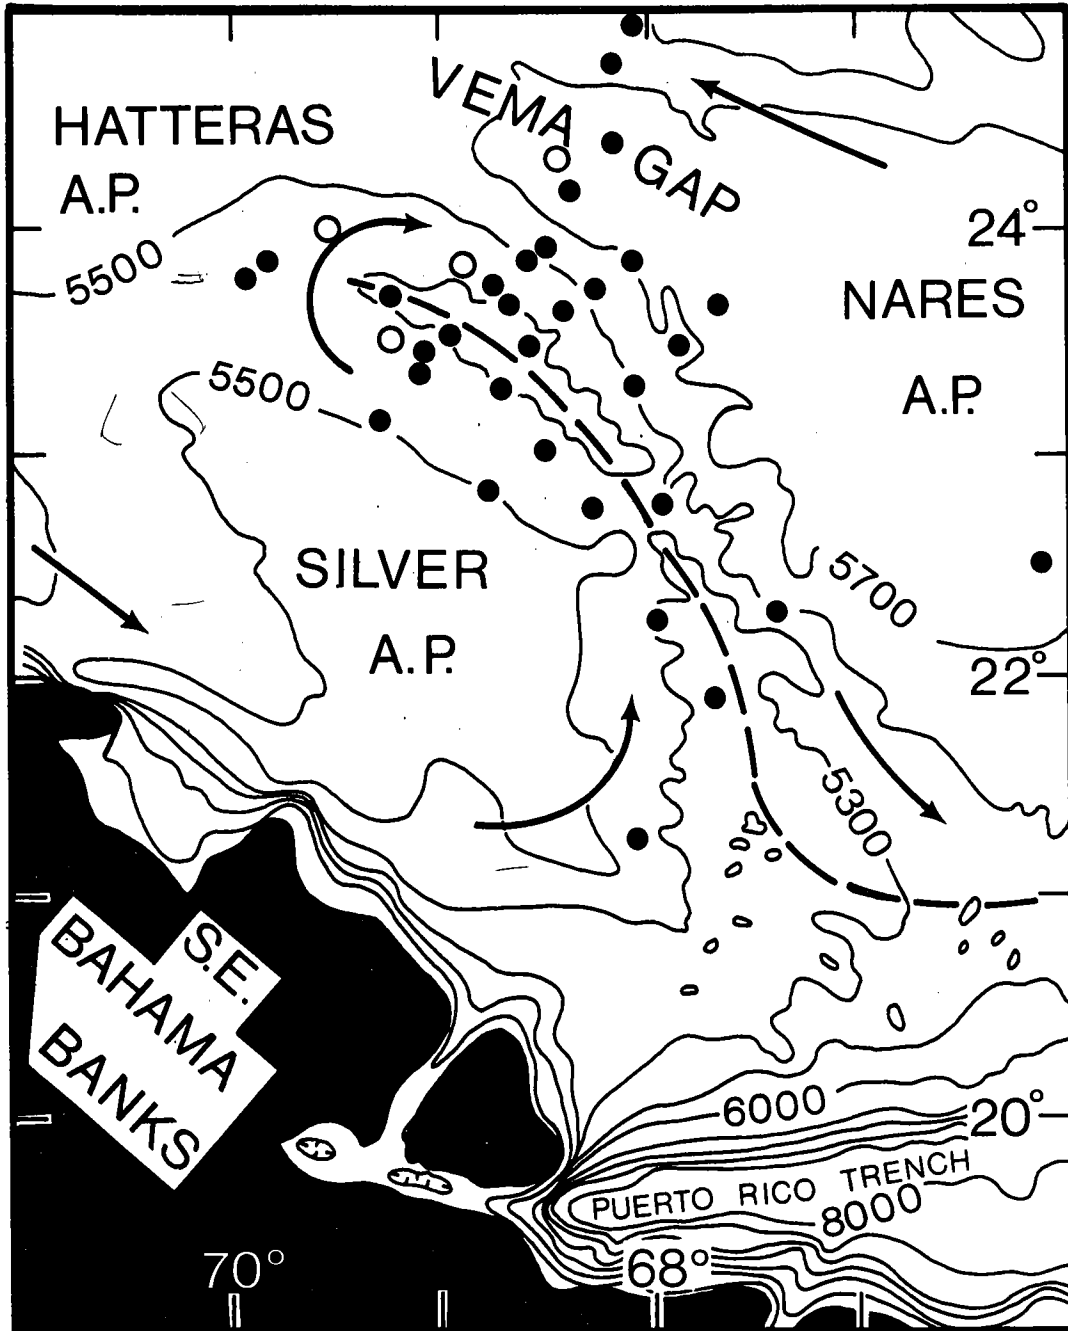 VEMA
GAP
HATTERAS
A.P.
24°
5500
NARES
A.P.
5500
SILVER
A.P.
5700
22°
5300
S.E.
BAHAMA
BANKS
6000
20°
PUERTO RICO TRENCH
8000
70°
68°